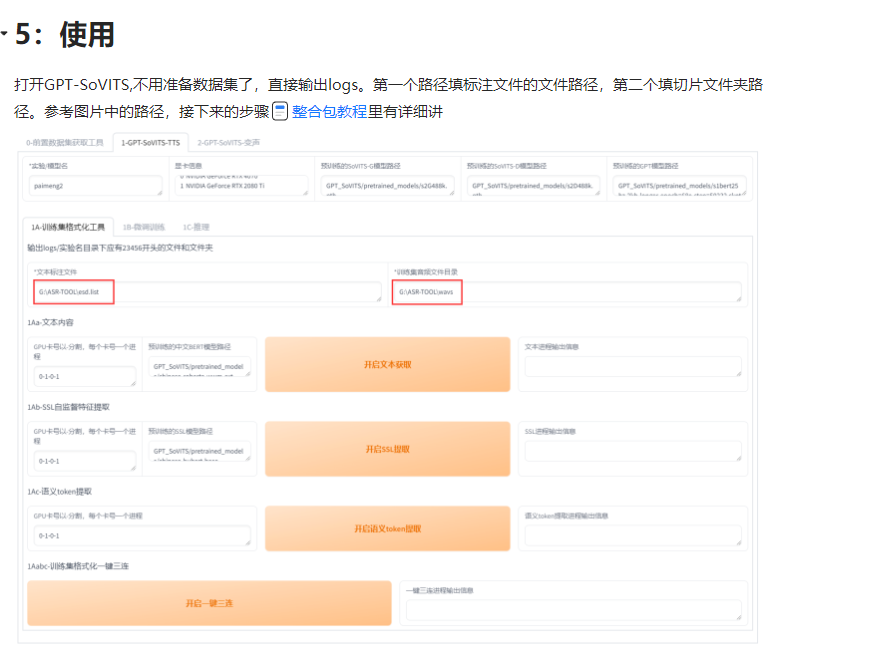 5：使用
打开GPT-SoVITS,不用准备数据集了，直接输出logs。第一个路径填标注文件的文件路径，第二个填切片文件夹路
径。参考图片中的路径，接下来的步骤 整合包教程里有详细讲
0-前置数据集获取工具 1-GPT-SoVITS-TTS 2-GPT-SoVITS-变声
*实验/模型名 显卡信息 预训练的SoVITS-G模型路径 预训练的SoVITS-D模型路径 预训练的GPT模型路径
paimeng2 1 NVIDIA GeForce RTX 2080 Ti GPT_SoVITS/pretrained_models/s2G488k. GPT_SoVITS/pretrained_models/s2D488k. GPT_SoVITS/pretrained_models/s1bert25
1A-训练集格式化工具 1B-微调训练 1C-推理
输出logs/实验名目录下应有23456开头的文件和文件夹
*文本标注文件 *训练集音频文件目录
G:\ASR-TOOL\esd.list G:\ASR-TOOL\wavs
1Aa-文本内容
GPU卡号以-分割，每个卡号一个进程 预训练的中文BERT模型路径 开启文本获取 文本进程输出信息
0-1-0-1 GPT_SoVITS/pretrained_model
1Ab-SSL自监督特征提取
GPU卡号以-分割，每个卡号一个进程 预训练的SSL模型路径 开启SSL提取 SSL进程输出信息
0-1-0-1 GPT_SoVITS/pretrained_model
1Ac-语义token提取
GPU卡号以-分割，每个卡号一个进程 开启语义token提取 语义token提取进程输出信息
0-1-0-1
1Aabc-训练集格式化一键三连
开启一键三连 一键三连进程输出信息